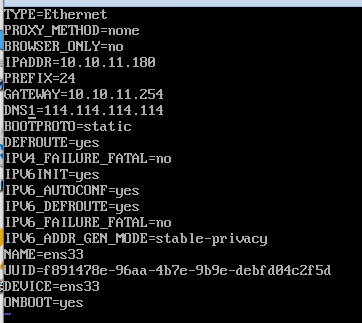 TYPE=Ethernet
PROXY_METHOD=none
BROWSER_ONLY=no
IPADDR=10.10.11.180
PREFIX=24
GATEWAY=10.10.11.254
DNS1=114.114.114.114
BOOTPROTO=static
DEFROUTE=yes
IPV4_FAILURE_FATAL=no
IPV6INIT=yes
IPV6_AUTOCONF=yes
IPV6_DEFROUTE=yes
IPV6_FAILURE_FATAL=no
IPV6_ADDR_GEN_MODE=stable-privacy
NAME=ens33
UUID=f891478e-96aa-4b7e-9b9e-debfd04c2f5d
DEVICE=ens33
ONBOOT=yes
~